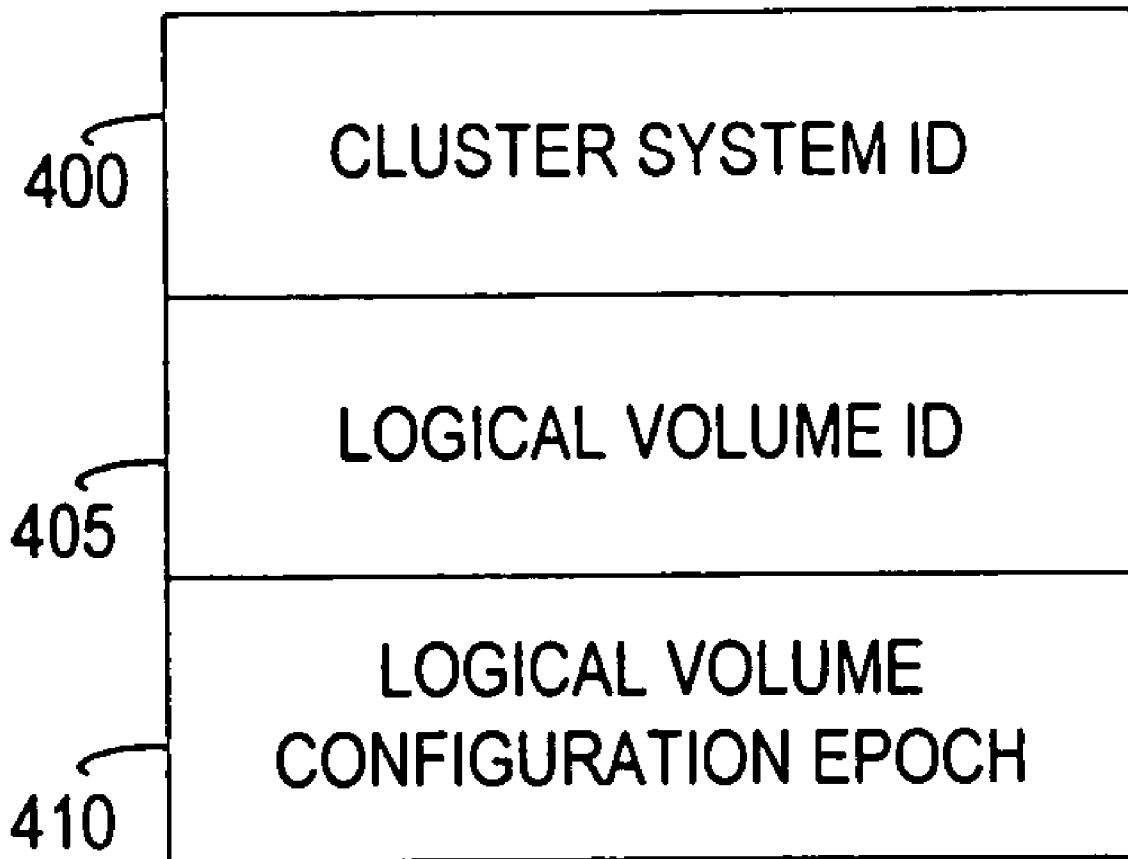 400
CLUSTER SYSTEM ID
405
LOGICAL VOLUME ID
410
LOGICAL VOLUME
CONFIGURATION EPOCH